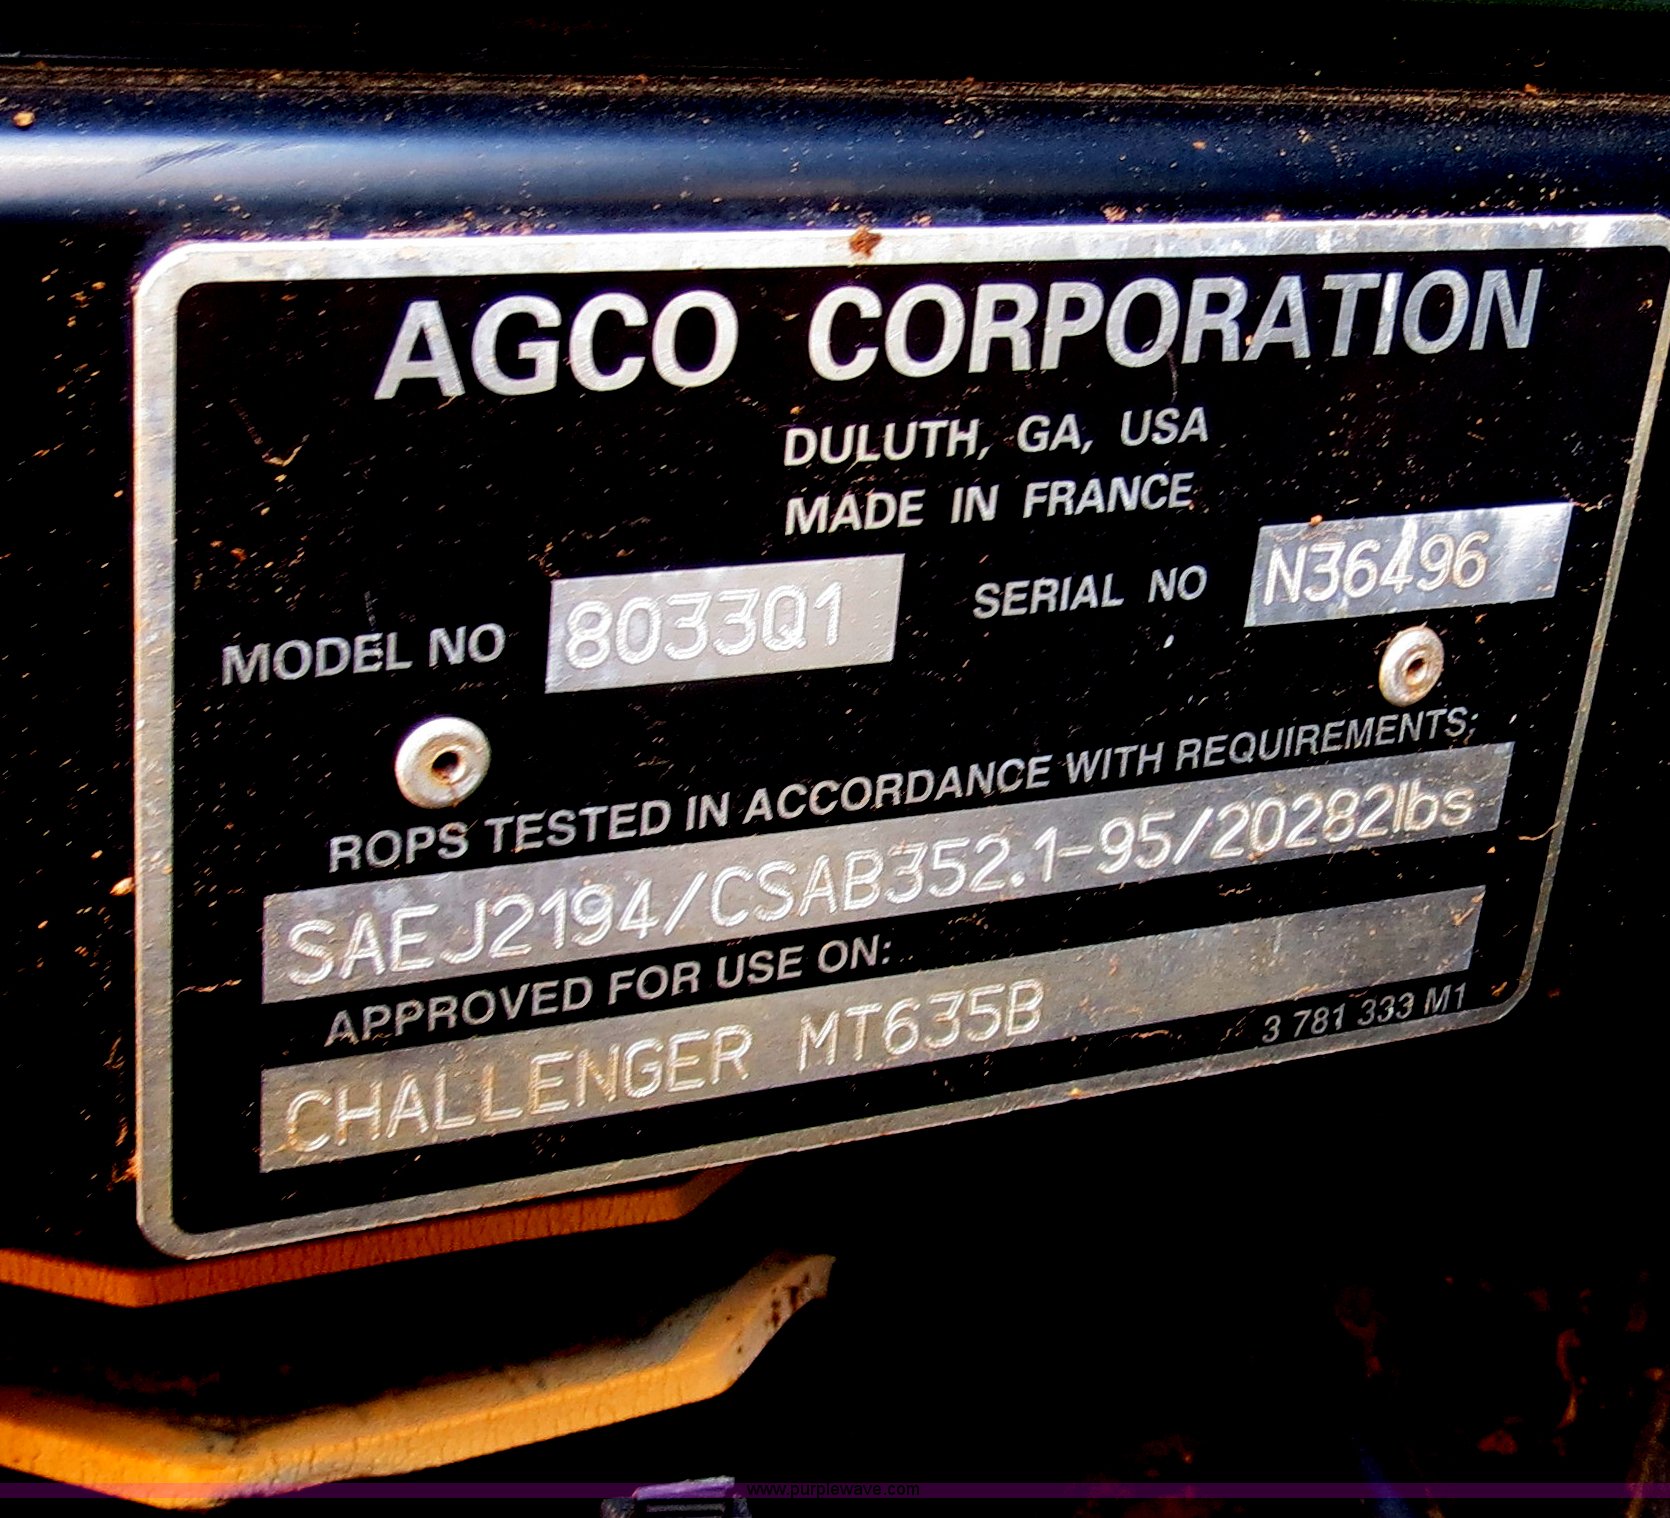 AGCO CORPORATION
DULUTH, GA, USA
MADE IN FRANCE
MODEL NO 8033Q1 SERIAL NO N36496
ROPS TESTED IN ACCORDANCE WITH REQUIREMENTS;
SAEJ2194/CSAB352.1-95/20282lbs
APPROVED FOR USE ON:
CHALLENGER MT635B
3 781 333 M1
www.purplewave.com